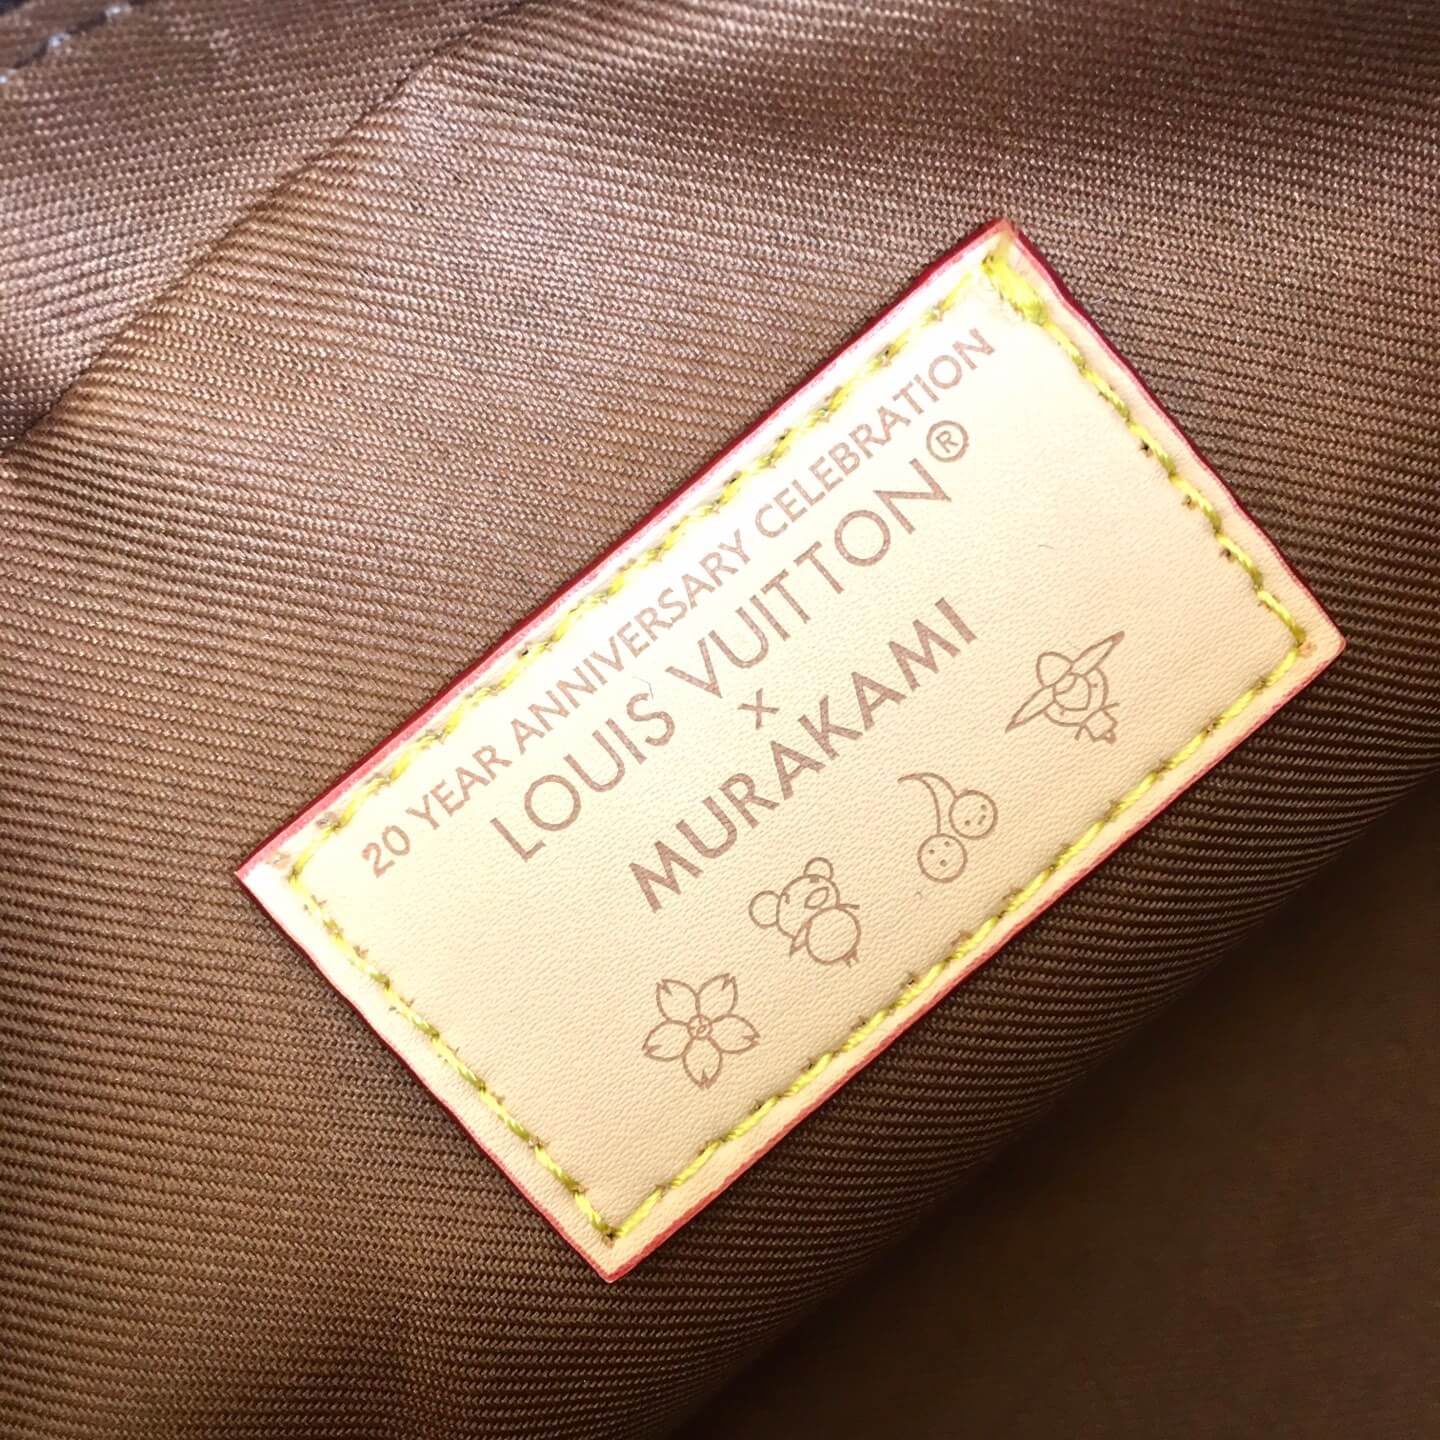 20 YEAR ANNIVERSARY CELEBRATION
LOUIS VUITTON®
x
MURAKAMI